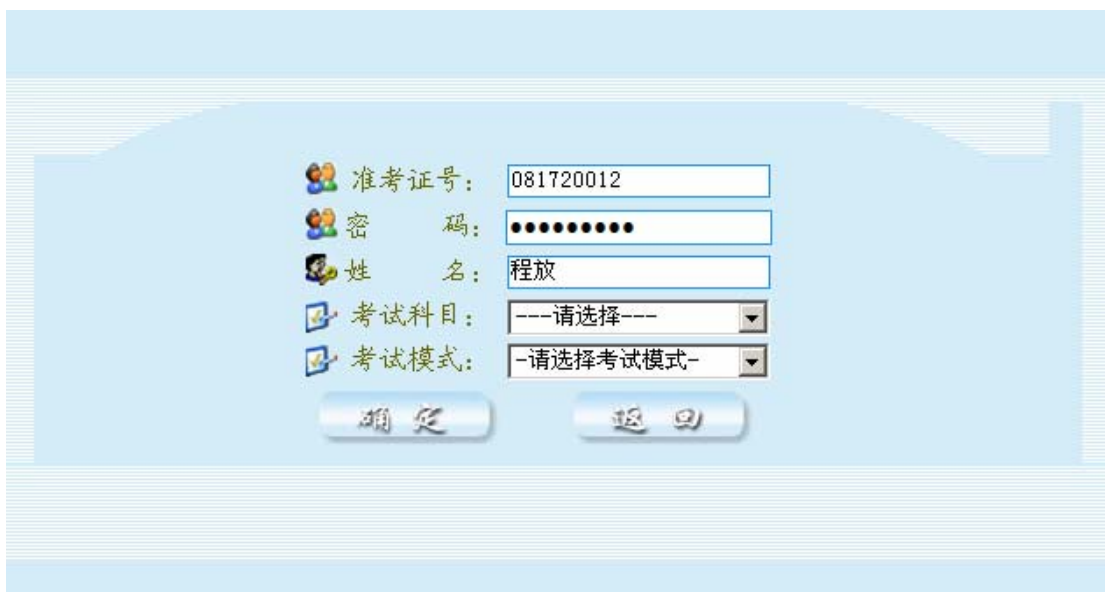 准考证号： 081720012
密 码： ●●●●●●●●●
姓 名： 程放
考试科目： ---请选择---
考试模式： -请选择考试模式-
确 定 返 回